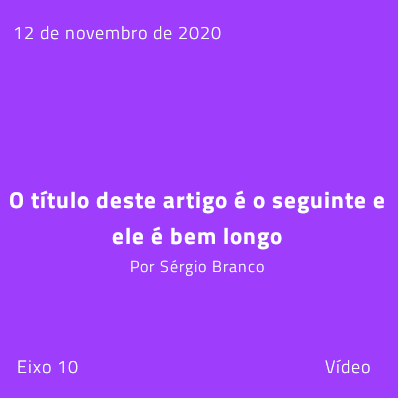 12 de novembro de 2020
O título deste artigo é o seguinte e
ele é bem longo
Por Sérgio Branco
Eixo 10
Vídeo